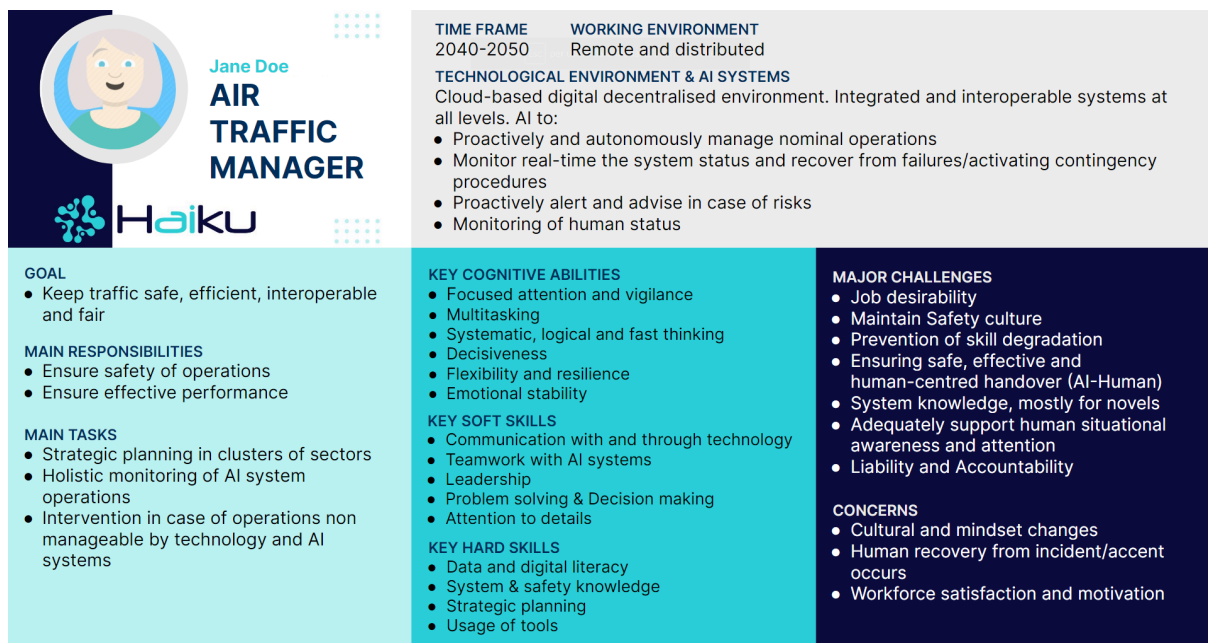 Jane Doe
AIR
TRAFFIC
MANAGER
Haiku
TIME FRAME
2040-2050
WORKING ENVIRONMENT
Remote and distributed
TECHNOLOGICAL ENVIRONMENT & AI SYSTEMS
Cloud-based digital decentralised environment. Integrated and interoperable systems at
all levels. AI to:
● Proactively and autonomously manage nominal operations
● Monitor real-time the system status and recover from failures/activating contingency
procedures
● Proactively alert and advise in case of risks
● Monitoring of human status
GOAL
● Keep traffic safe, efficient, interoperable
and fair
MAIN RESPONSIBILITIES
● Ensure safety of operations
● Ensure effective performance
MAIN TASKS
● Strategic planning in clusters of sectors
● Holistic monitoring of AI system
operations
● Intervention in case of operations non
manageable by technology and AI
systems
KEY COGNITIVE ABILITIES
● Focused attention and vigilance
● Multitasking
● Systematic, logical and fast thinking
● Decisiveness
● Flexibility and resilience
● Emotional stability
KEY SOFT SKILLS
● Communication with and through technology
● Teamwork with AI systems
● Leadership
● Problem solving & Decision making
● Attention to details
KEY HARD SKILLS
● Data and digital literacy
● System & safety knowledge
● Strategic planning
● Usage of tools
MAJOR CHALLENGES
● Job desirability
● Maintain Safety culture
● Prevention of skill degradation
● Ensuring safe, effective and
human-centred handover (AI-Human)
● System knowledge, mostly for novels
● Adequately support human situational
awareness and attention
● Liability and Accountability
CONCERNS
● Cultural and mindset changes
● Human recovery from incident/accent
occurs
● Workforce satisfaction and motivation